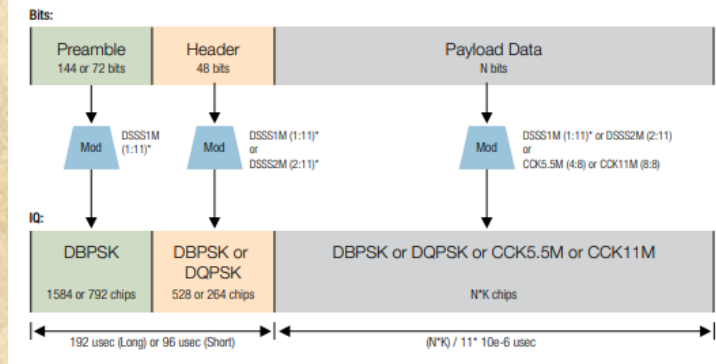 Bits:
Preamble
144 or 72 bits
Header
48 bits
Payload Data
N bits
Mod
DSSS1M
(1:11)*
Mod
DSSS1M (1:11)*
or
DSSS2M (2:11)*
Mod
DSSS1M (1:11)* or DSSS2M (2:11)
or
CCK5.5M (4:8) or CCK11M (8:8)
IQ:
DBPSK
1584 or 792 chips
DBPSK or
DQPSK
528 or 264 chips
DBPSK or DQPSK or CCK5.5M or CCK11M
N*K chips
192 usec (Long) or 96 usec (Short)
(N*K) / 11* 10e-6 usec